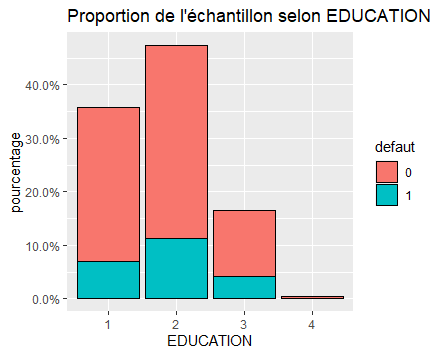 Proportion de l'échantillon selon EDUCATION
pourcentage
40.0%
30.0%
20.0%
10.0%
0.0%
1 2 3 4
EDUCATION
defaut
0
1